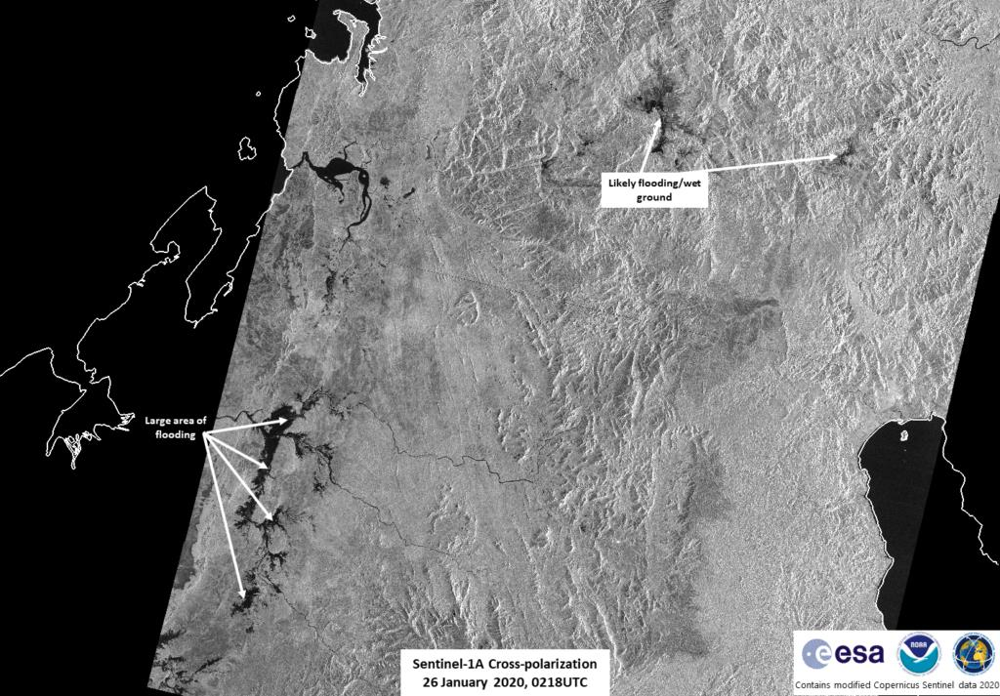 Likely flooding/wet
ground
Large area of
flooding
Sentinel-1A Cross-polarization
26 January 2020, 0218UTC
esa
NOAA
Contains modified Copernicus Sentinel data 2020